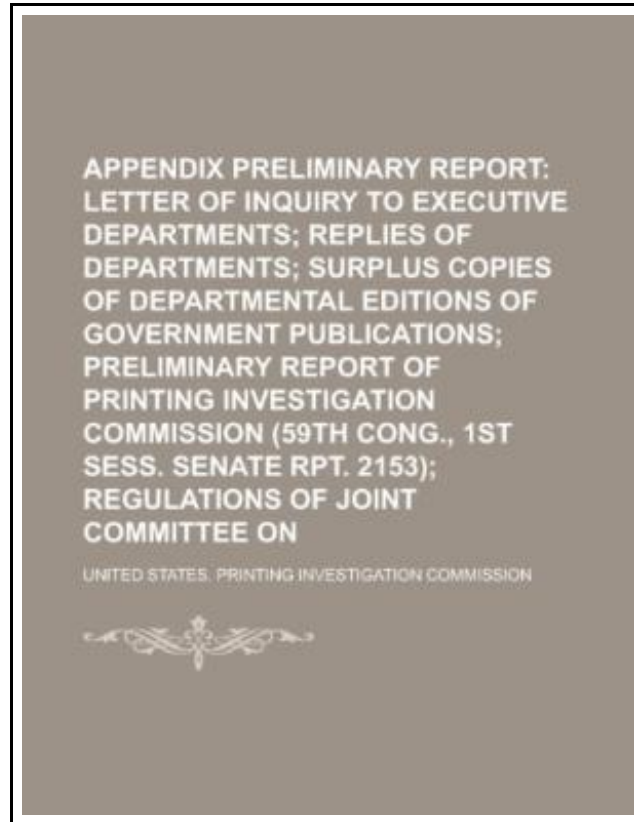 APPENDIX PRELIMINARY REPORT:
LETTER OF INQUIRY TO EXECUTIVE
DEPARTMENTS; REPLIES OF
DEPARTMENTS; SURPLUS COPIES
OF DEPARTMENTAL EDITIONS OF
GOVERNMENT PUBLICATIONS;
PRELIMINARY REPORT OF
PRINTING INVESTIGATION
COMMISSION (59TH CONG., 1ST
SESS. SENATE RPT. 2153);
REGULATIONS OF JOINT
COMMITTEE ON
UNITED STATES. PRINTING INVESTIGATION COMMISSION